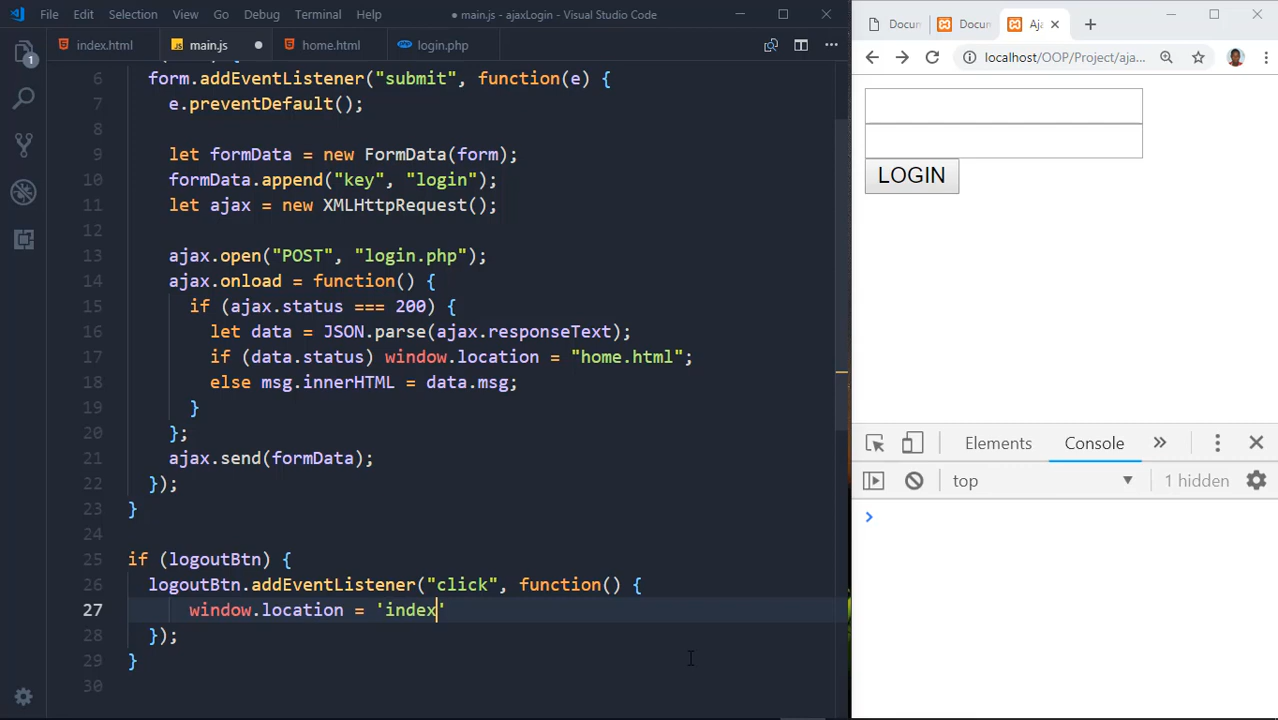 File Edit Selection View Go Debug Terminal Help ● main.js - ajaxLogin - Visual Studio Code
index.html JS main.js ● home.html login.php
6 form.addEventListener("submit", function(e) {
7 e.preventDefault();
8
9 let formData = new FormData(form);
10 formData.append("key", "login");
11 let ajax = new XMLHttpRequest();
12
13 ajax.open("POST", "login.php");
14 ajax.onload = function() {
15 if (ajax.status === 200) {
16 let data = JSON.parse(ajax.responseText);
17 if (data.status) window.location = "home.html";
18 else msg.innerHTML = data.msg;
19 }
20 };
21 ajax.send(formData);
22 });
23 }
24
25 if (logoutBtn) {
26 logoutBtn.addEventListener("click", function() {
27 window.location = 'index'
28 });
29 }
30
1
Docum Docum Aja
localhost/OOP/Project/aja...
LOGIN
Elements Console
top 1 hidden